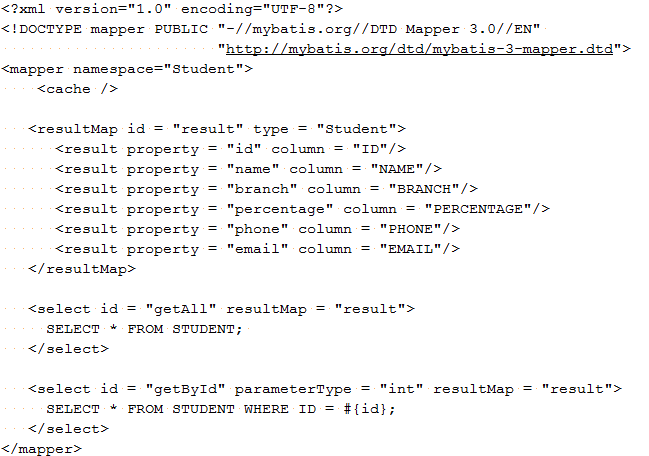 <?xml version="1.0" encoding="UTF-8"?>
<!DOCTYPE mapper PUBLIC "-//mybatis.org//DTD Mapper 3.0//EN"
                        "http://mybatis.org/dtd/mybatis-3-mapper.dtd">
<mapper namespace="Student">
    <cache />

   <resultMap id = "result" type = "Student">
      <result property = "id" column = "ID"/>
      <result property = "name" column = "NAME"/>
      <result property = "branch" column = "BRANCH"/>
      <result property = "percentage" column = "PERCENTAGE"/>
      <result property = "phone" column = "PHONE"/>
      <result property = "email" column = "EMAIL"/>
   </resultMap>

   <select id = "getAll" resultMap = "result">
     SELECT * FROM STUDENT;
   </select>

   <select id = "getById" parameterType = "int" resultMap = "result">
     SELECT * FROM STUDENT WHERE ID = #{id};
   </select>
</mapper>